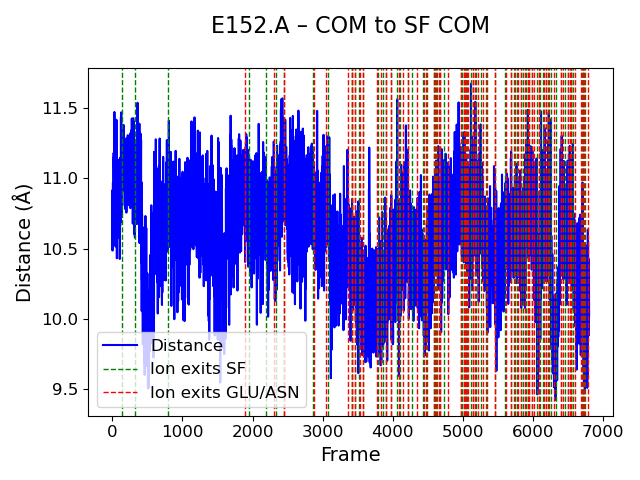 E152.A – COM to SF COM
Distance (Å)
11.5
11.0
10.5
10.0
9.5
Distance
Ion exits SF
Ion exits GLU/ASN
0 1000 2000 3000 4000 5000 6000 7000
Frame